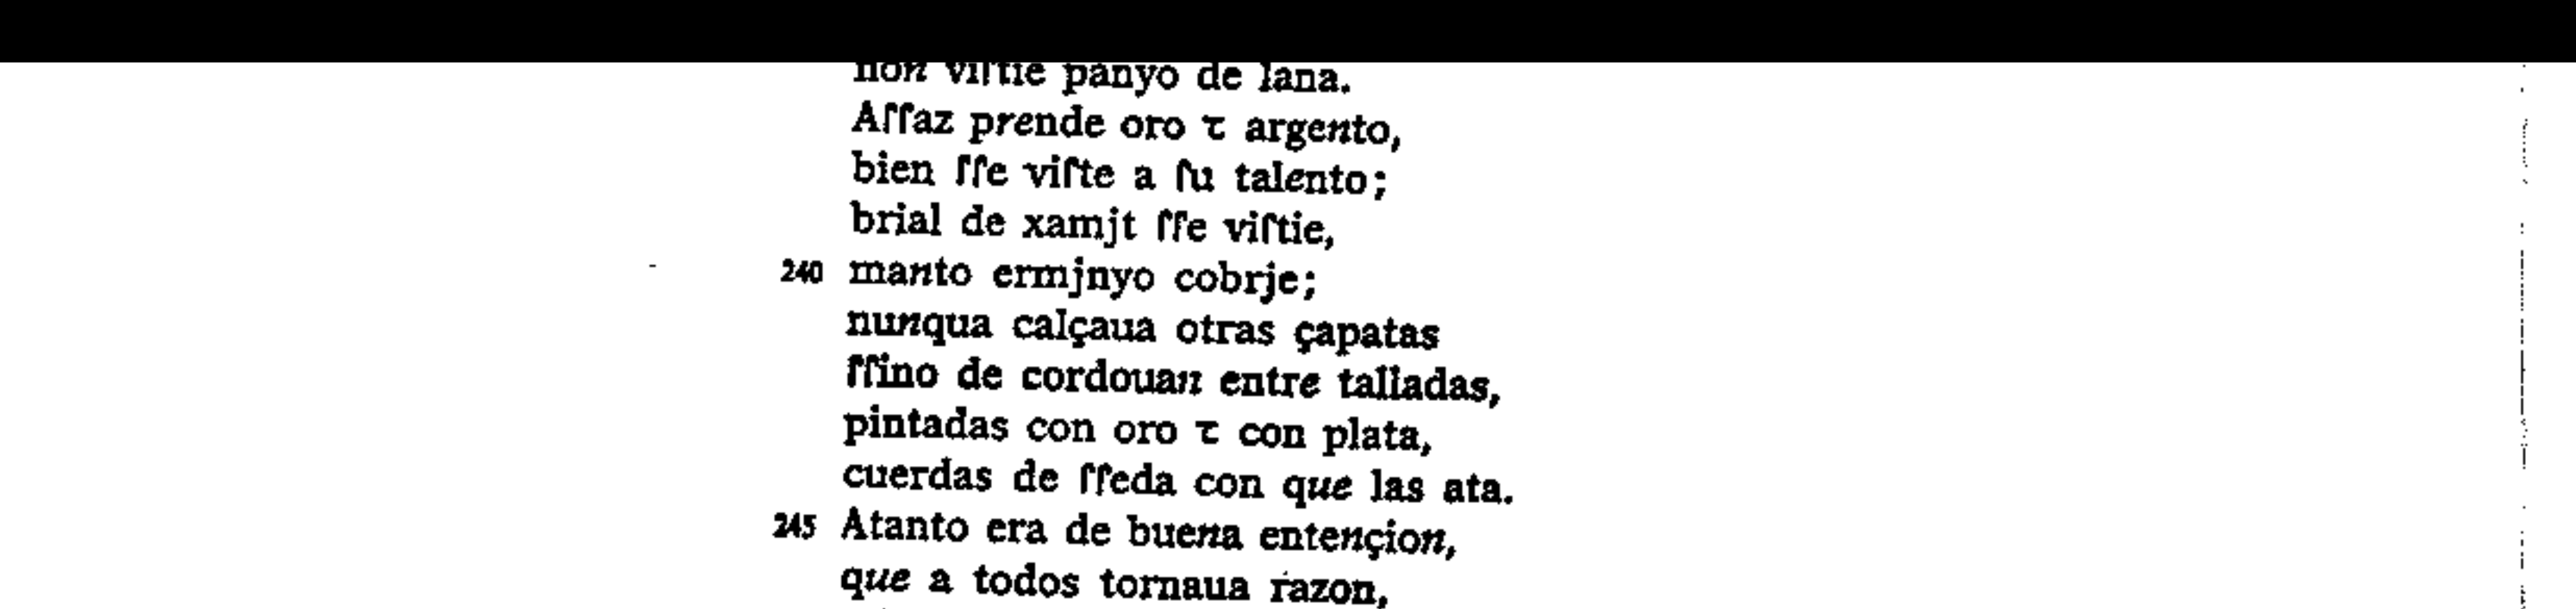 non viſtie panyo de lana.
Aſſaz prende oro τ argento,
bien ſſe viſte a ſu talento;
brial de xamjt ſſe viſtie,
240 manto ermjnyo cobrje;
nunqua calçaua otras çapatas
ſſino de cordouan entre talladas,
pintadas con oro τ con plata,
cuerdas de ſſeda con que las ata.
245 Atanto era de buena entençion,
que a todos tornaua razon,